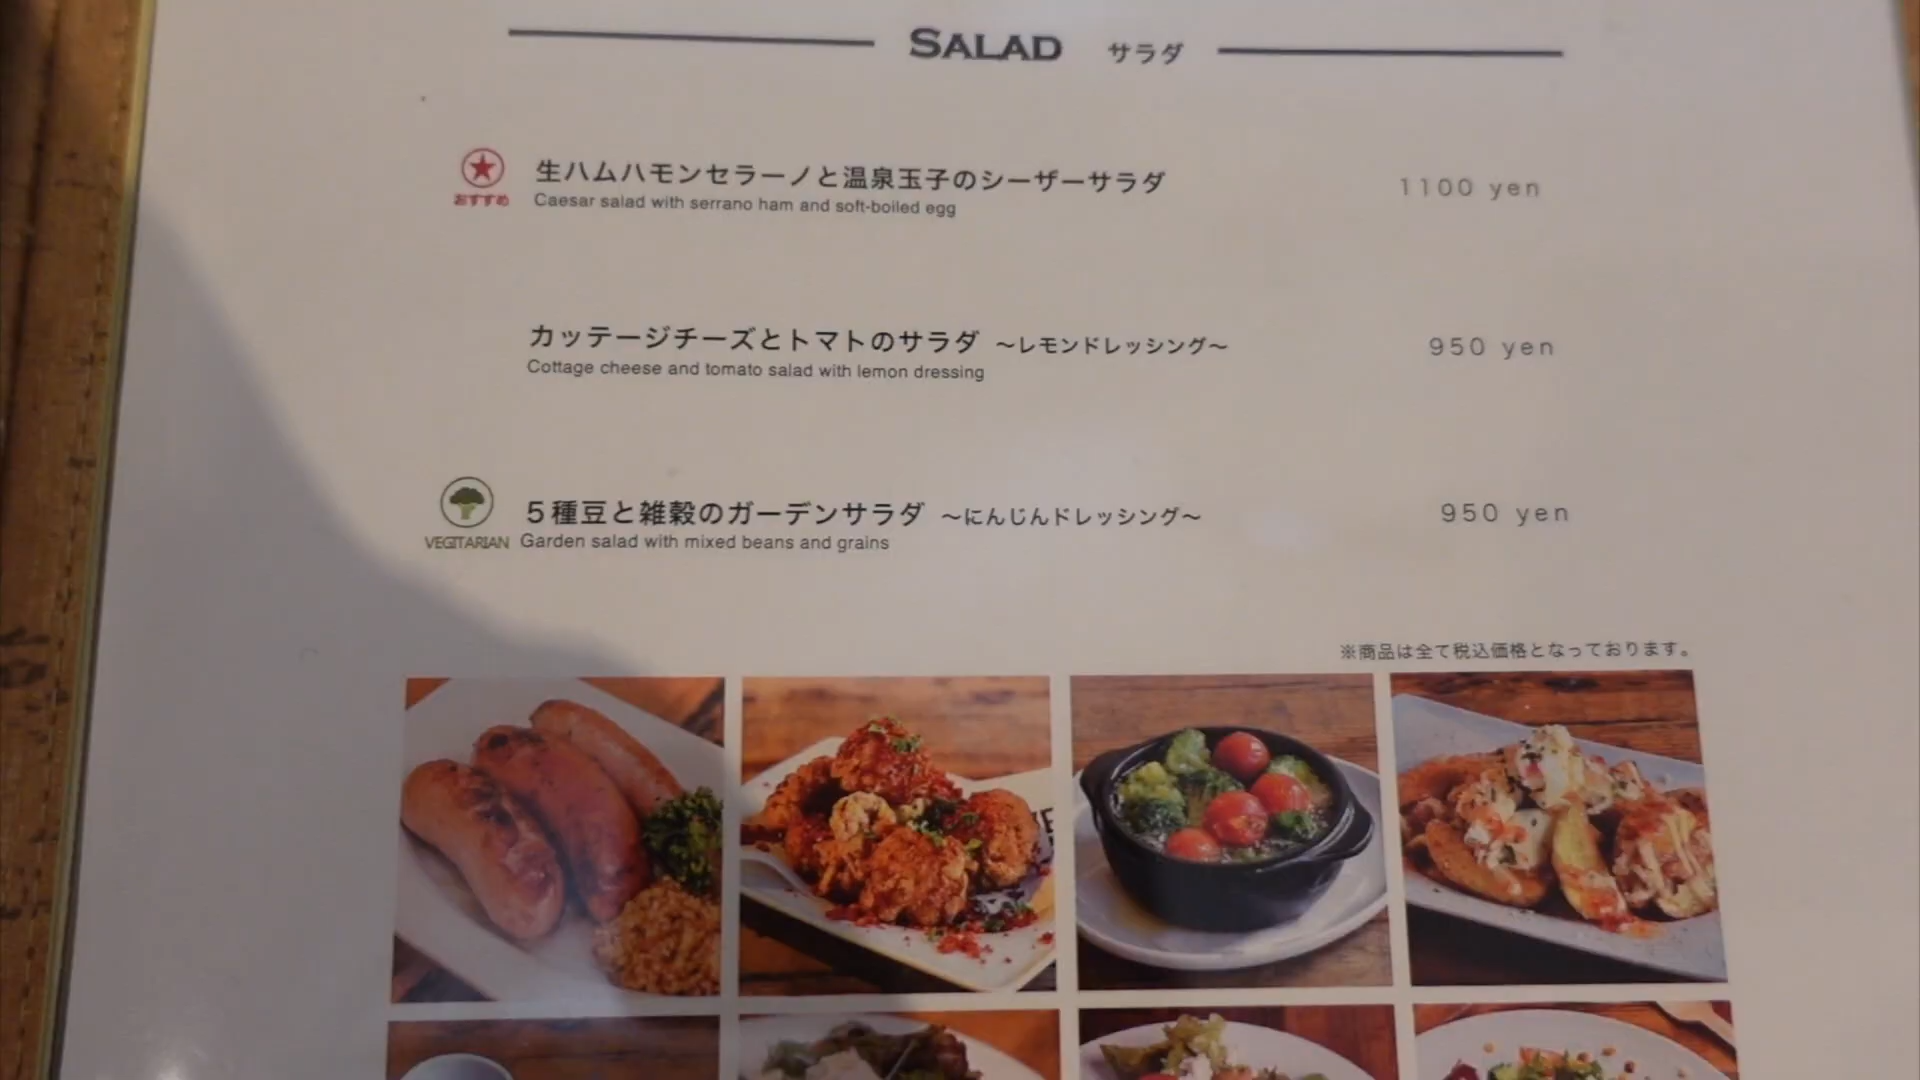 SALAD サラダ
生ハムハモンセラーノと温泉玉子のシーザーサラダ 1100 yen
おすすめ Caesar salad with serrano ham and soft-boiled egg
カッテージチーズとトマトのサラダ ～レモンドレッシング～ 950 yen
Cottage cheese and tomato salad with lemon dressing
5種豆と雑穀のガーデンサラダ ～にんじんドレッシング～ 950 yen
VEGITARIAN Garden salad with mixed beans and grains
※商品は全て税込価格となっております。